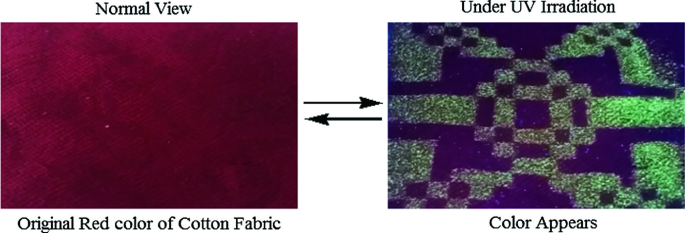 Normal View
Under UV Irradiation
Original Red color of Cotton Fabric
Color Appears